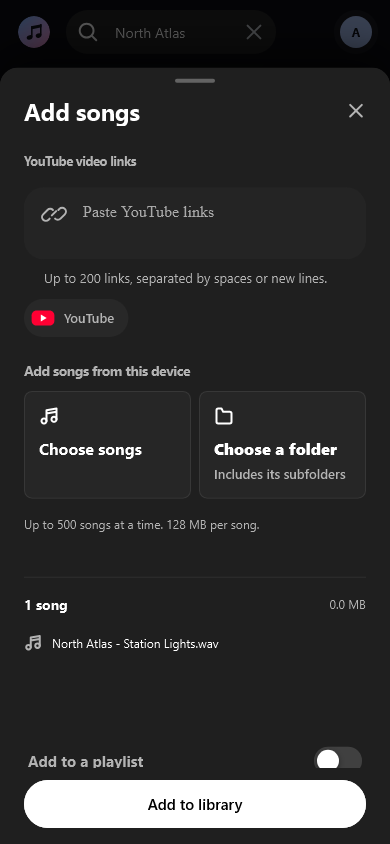 North Atlas
A
Add songs
YouTube video links
Paste YouTube links
Up to 200 links, separated by spaces or new lines.
YouTube
Add songs from this device
Choose songs
Choose a folder
Includes its subfolders
Up to 500 songs at a time. 128 MB per song.
1 song
0.0 MB
North Atlas - Station Lights.wav
Add to a playlist
Add to library